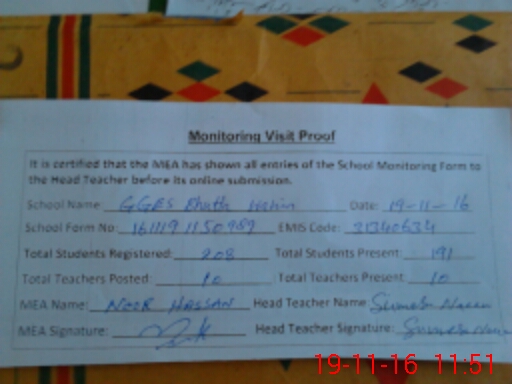 Monitoring Visit Proof
It is certified that the MEA has shown all entries of the School Monitoring Form to
the Head Teacher before its online submission.
School Name: GGES Bhutta Date: 19-11-16
School Form No: EMIS Code: 31340634
Total Students Registered: 208 Total Students Present: 191
Total Teachers Posted: 10 Total Teachers Present 10
MEA Name: NOOR HASSAN Head Teacher Name
MEA Signature: Head Teacher Signature:
19-11-16 11:51